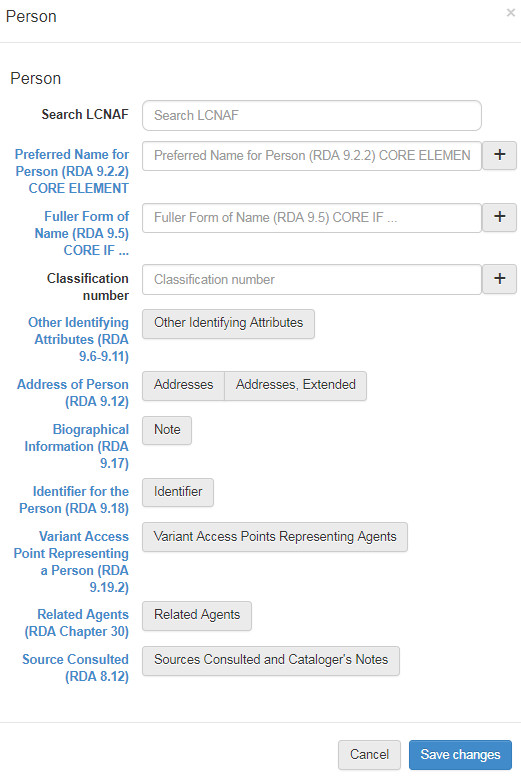 Person
×
Person
Search LCNAF
Search LCNAF
Preferred Name for
Person (RDA 9.2.2)
CORE ELEMENT
Preferred Name for Person (RDA 9.2.2) CORE ELEMEN
+
Fuller Form of
Name (RDA 9.5)
CORE IF ...
Fuller Form of Name (RDA 9.5) CORE IF ...
+
Classification
number
Classification number
+
Other Identifying
Attributes (RDA
9.6-9.11)
Other Identifying Attributes
Address of Person
(RDA 9.12)
Addresses
Addresses, Extended
Biographical
Information (RDA
9.17)
Note
Identifier for the
Person (RDA 9.18)
Identifier
Variant Access
Point Representing
a Person (RDA
9.19.2)
Variant Access Points Representing Agents
Related Agents
(RDA Chapter 30)
Related Agents
Source Consulted
(RDA 8.12)
Sources Consulted and Cataloger's Notes
Cancel
Save changes